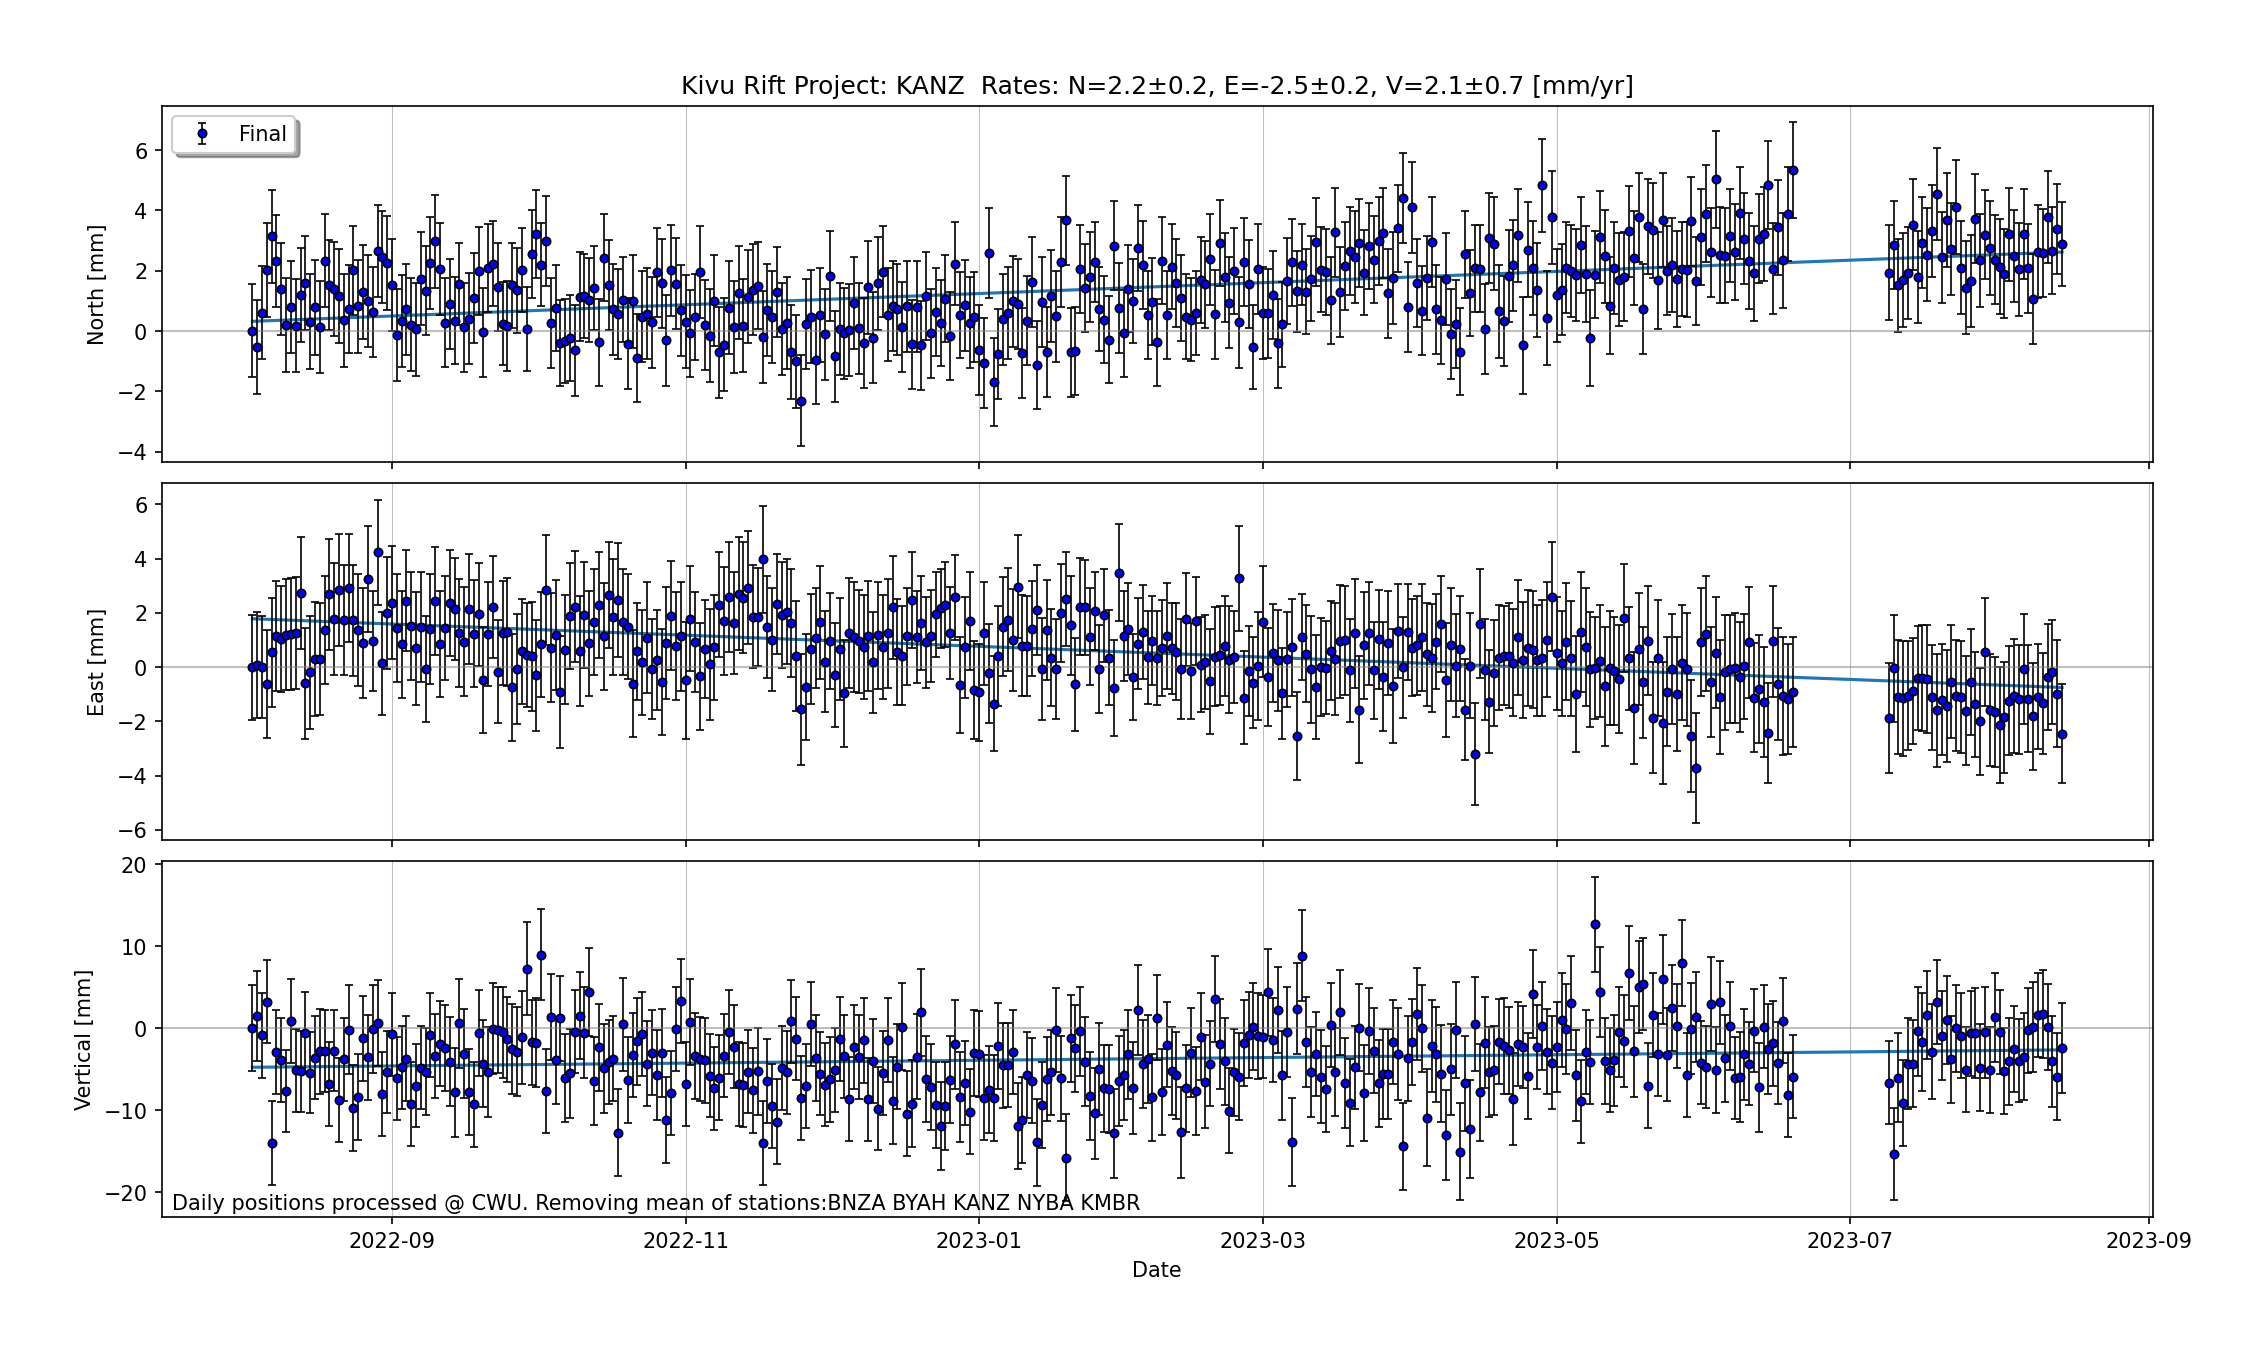 Kivu Rift Project: KANZ  Rates: N=2.2±0.2, E=-2.5±0.2, V=2.1±0.7 [mm/yr]
Final
North [mm]
6
4
2
0
−2
−4
East [mm]
6
4
2
0
−2
−4
−6
Vertical [mm]
20
10
0
−10
−20
Daily positions processed @ CWU. Removing mean of stations:BNZA BYAH KANZ NYBA KMBR
2022-09 2022-11 2023-01 2023-03 2023-05 2023-07 2023-09
Date